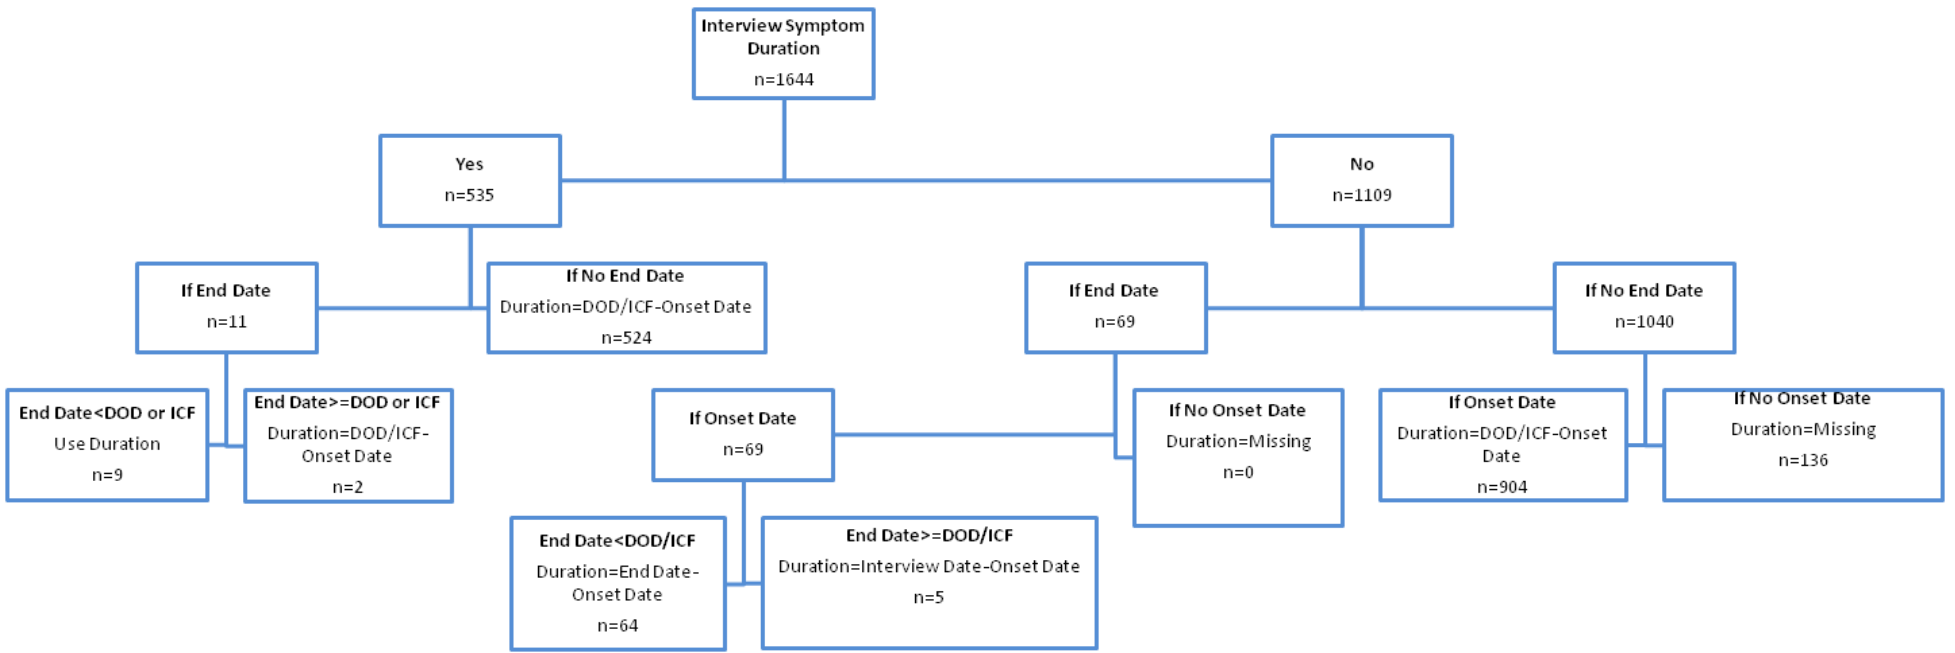 Interview Symptom
Duration
n=1644
Yes
n=535
No
n=1109
If End Date
n=11
If No End Date
Duration=DOD/ICF-Onset Date
n=524
If End Date
n=69
If No End Date
n=1040
End Date<DOD or ICF
Use Duration
n=9
End Date>=DOD or ICF
Duration=DOD/ICF-
Onset Date
n=2
If Onset Date
n=69
If No Onset Date
Duration=Missing
n=0
If Onset Date
Duration=DOD/ICF-Onset
Date
n=904
If No Onset Date
Duration=Missing
n=136
End Date<DOD/ICF
Duration=End Date-
Onset Date
n=64
End Date>=DOD/ICF
Duration=Interview Date-Onset Date
n=5